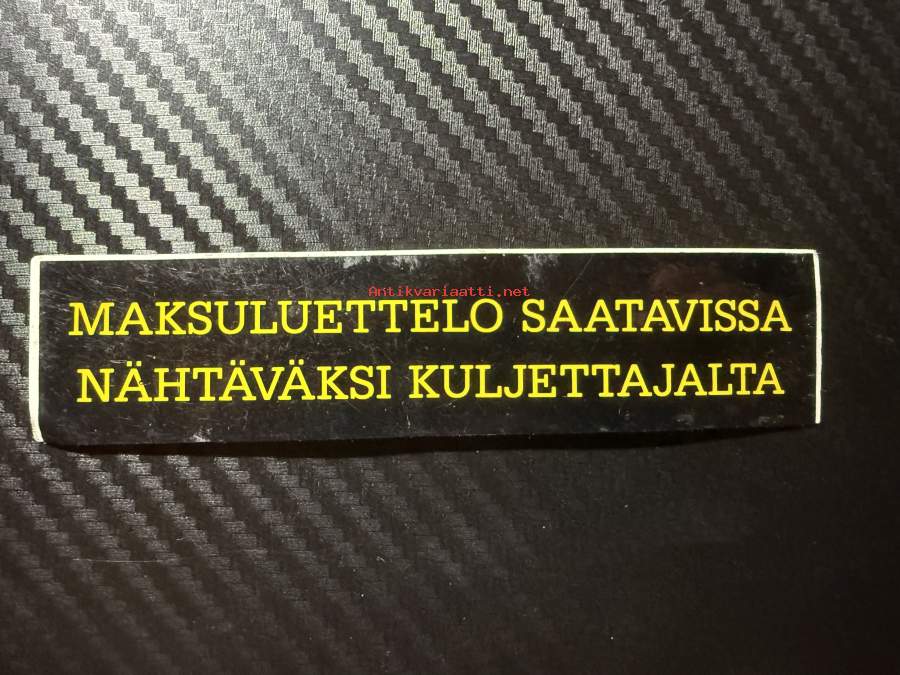 Antikvariaatti.net
MAKSULUETTELO SAATAVISSA
NÄHTÄVÄKSI KULJETTAJALTA